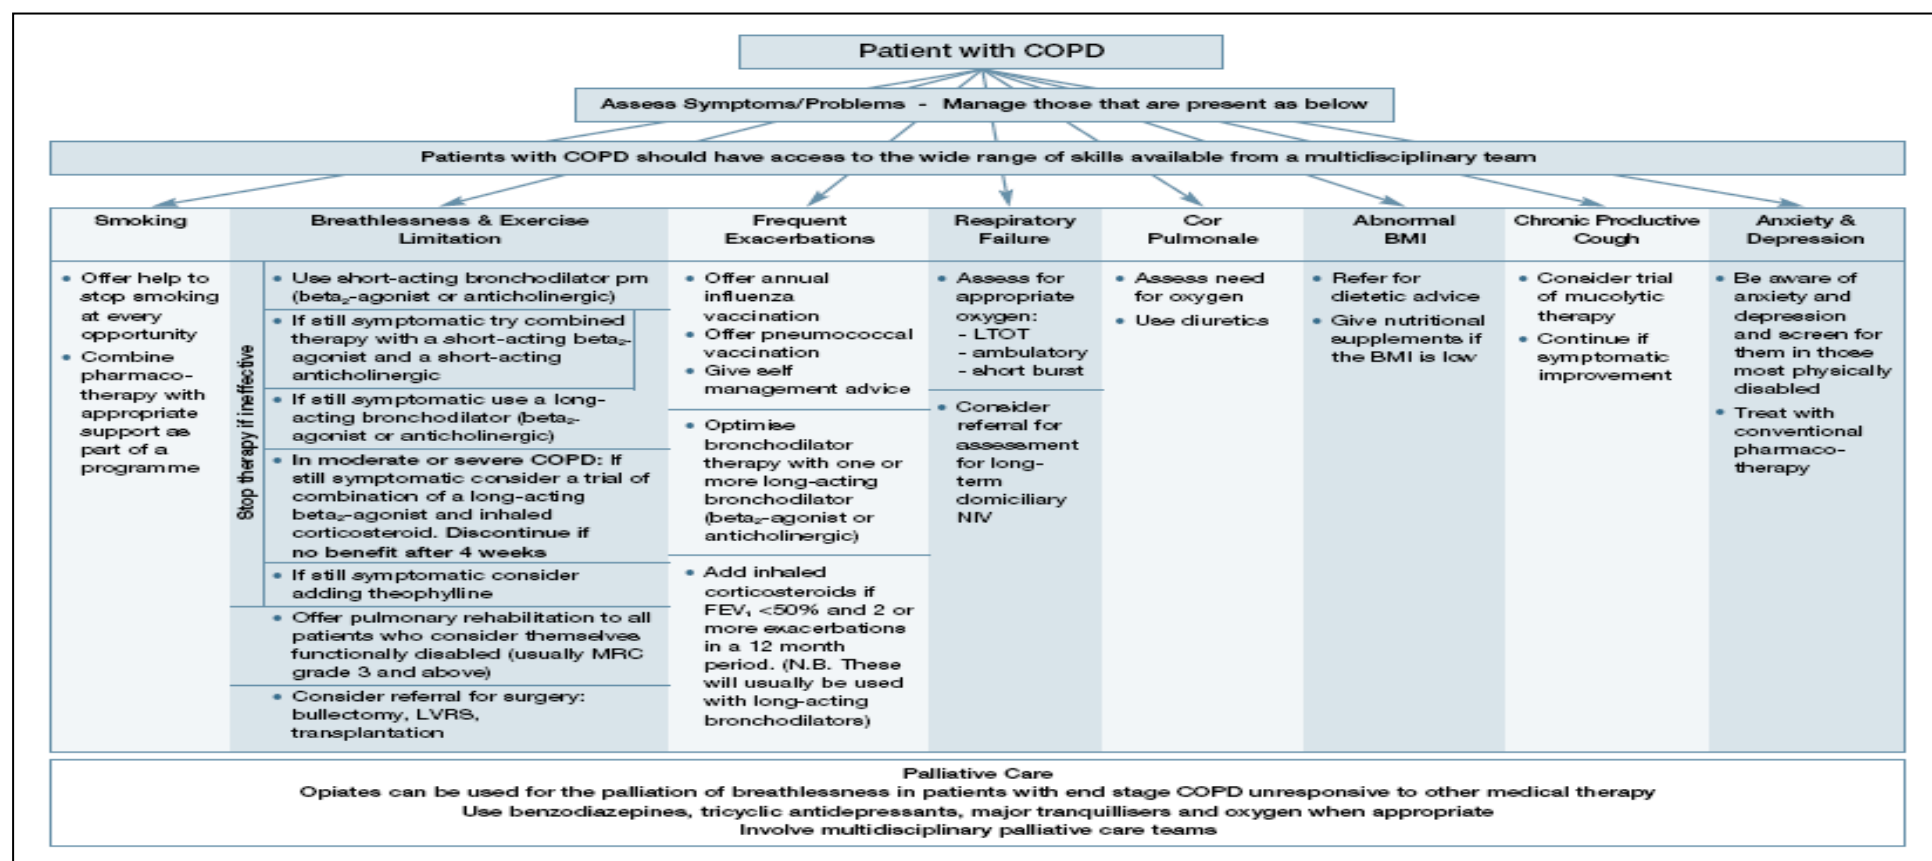 Patient with COPD
Assess Symptoms/Problems - Manage those that are present as below
Patients with COPD should have access to the wide range of skills available from a multidisciplinary team
Smoking
• Offer help to
stop smoking
at every
opportunity
• Combine
pharmaco-
therapy with
appropriate
support as
part of a
programme
Breathlessness & Exercise
Limitation
Stop therapy if ineffective
• Use short-acting bronchodilator prn
(beta₂-agonist or anticholinergic)
• If still symptomatic try combined
therapy with a short-acting beta₂-
agonist and a short-acting
anticholinergic
• If still symptomatic use a long-
acting bronchodilator (beta₂-
agonist or anticholinergic)
• In moderate or severe COPD: If
still symptomatic consider a trial of
combination of a long-acting
beta₂-agonist and inhaled
corticosteroid. Discontinue if
no benefit after 4 weeks
• If still symptomatic consider
adding theophylline
• Offer pulmonary rehabilitation to all
patients who consider themselves
functionally disabled (usually MRC
grade 3 and above)
• Consider referral for surgery:
bullectomy, LVRS,
transplantation
Frequent
Exacerbations
• Offer annual
influenza
vaccination
• Offer pneumococcal
vaccination
• Give self
management advice
• Optimise
bronchodilator
therapy with one or
more long-acting
bronchodilator
(beta₂-agonist or
anticholinergic)
• Add inhaled
corticosteroids if
FEV₁ <50% and 2 or
more exacerbations
in a 12 month
period. (N.B. These
will usually be used
with long-acting
bronchodilators)
Respiratory
Failure
• Assess for
appropriate
oxygen:
- LTOT
- ambulatory
- short burst
• Consider
referral for
assessment
for long-
term
domiciliary
NIV
Cor
Pulmonale
• Assess need
for oxygen
• Use diuretics
Abnormal
BMI
• Refer for
dietetic advice
• Give nutritional
supplements if
the BMI is low
Chronic Productive
Cough
• Consider trial
of mucolytic
therapy
• Continue if
symptomatic
improvement
Anxiety &
Depression
• Be aware of
anxiety and
depression
and screen for
them in those
most physically
disabled
• Treat with
conventional
pharmaco-
therapy
Palliative Care
Opiates can be used for the palliation of breathlessness in patients with end stage COPD unresponsive to other medical therapy
Use benzodiazepines, tricyclic antidepressants, major tranquillisers and oxygen when appropriate
Involve multidisciplinary palliative care teams